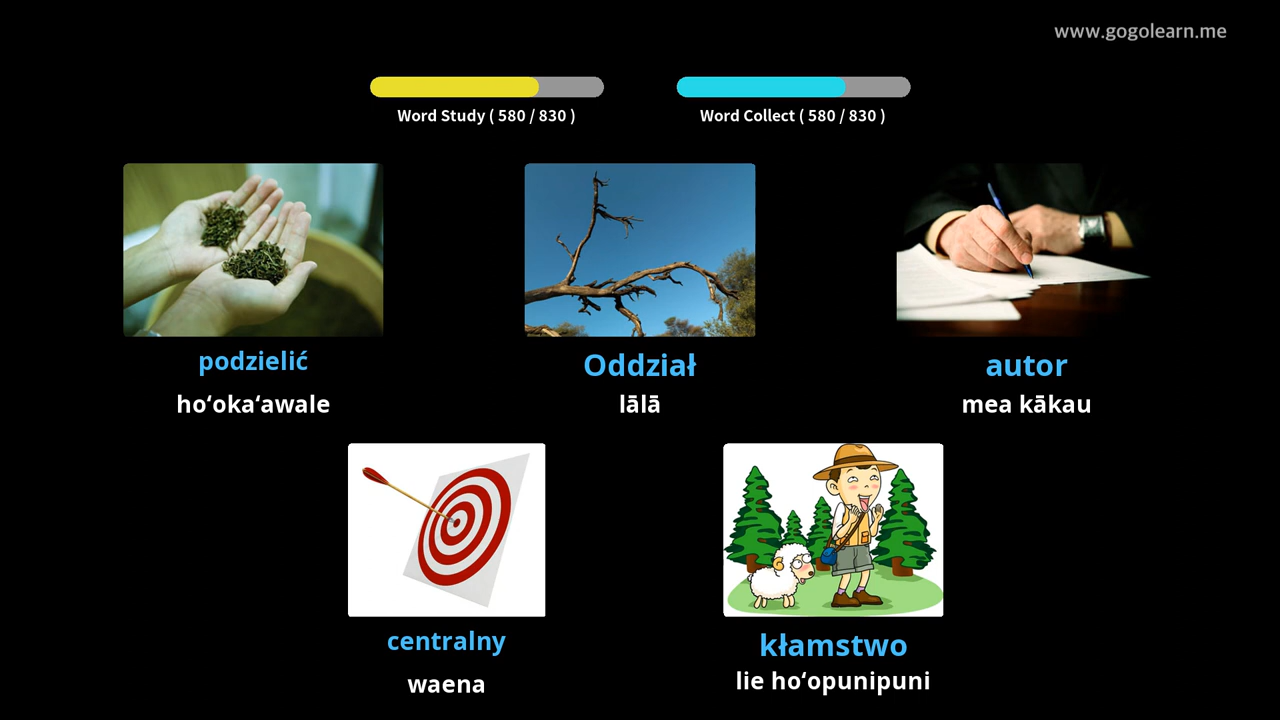 www.gogolearn.me
Word Study ( 580 / 830 )
Word Collect ( 580 / 830 )
podzielić
Oddział
autor
hoʻokaʻawale
lālā
mea kākau
centralny
kłamstwo
waena
lie hoʻopunipuni